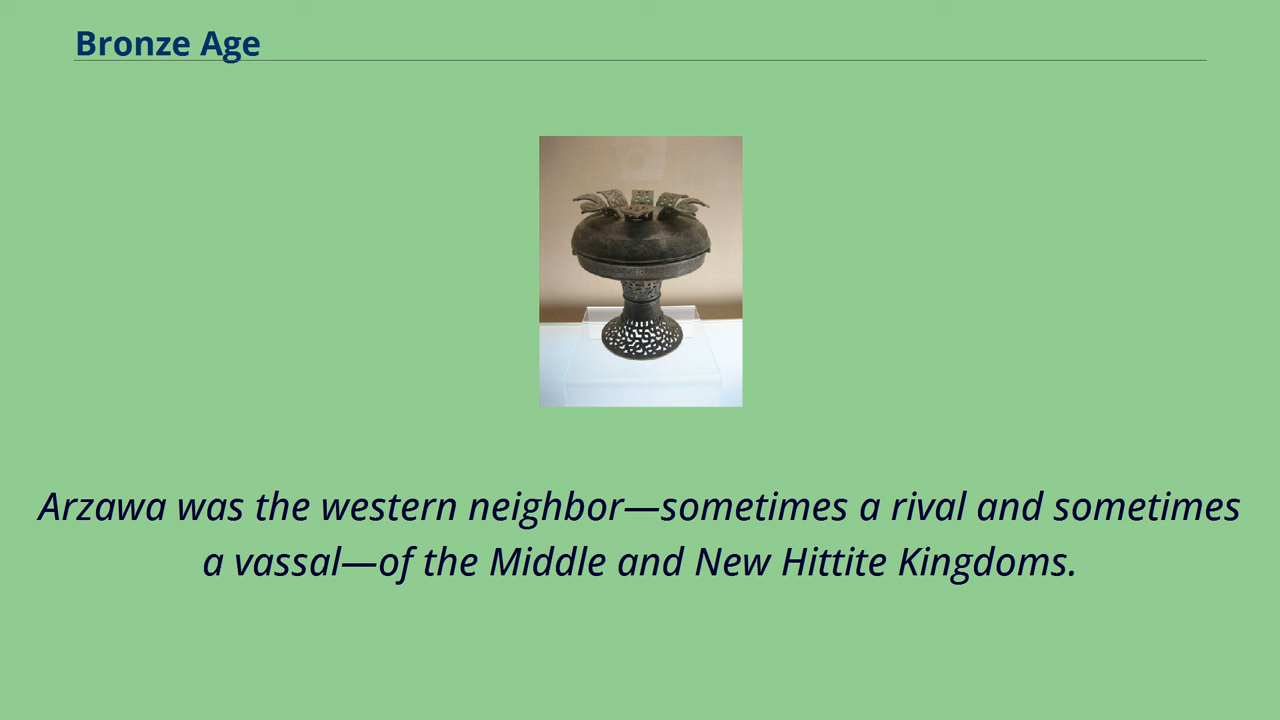 Bronze Age
Arzawa was the western neighbor—sometimes a rival and sometimes
a vassal—of the Middle and New Hittite Kingdoms.